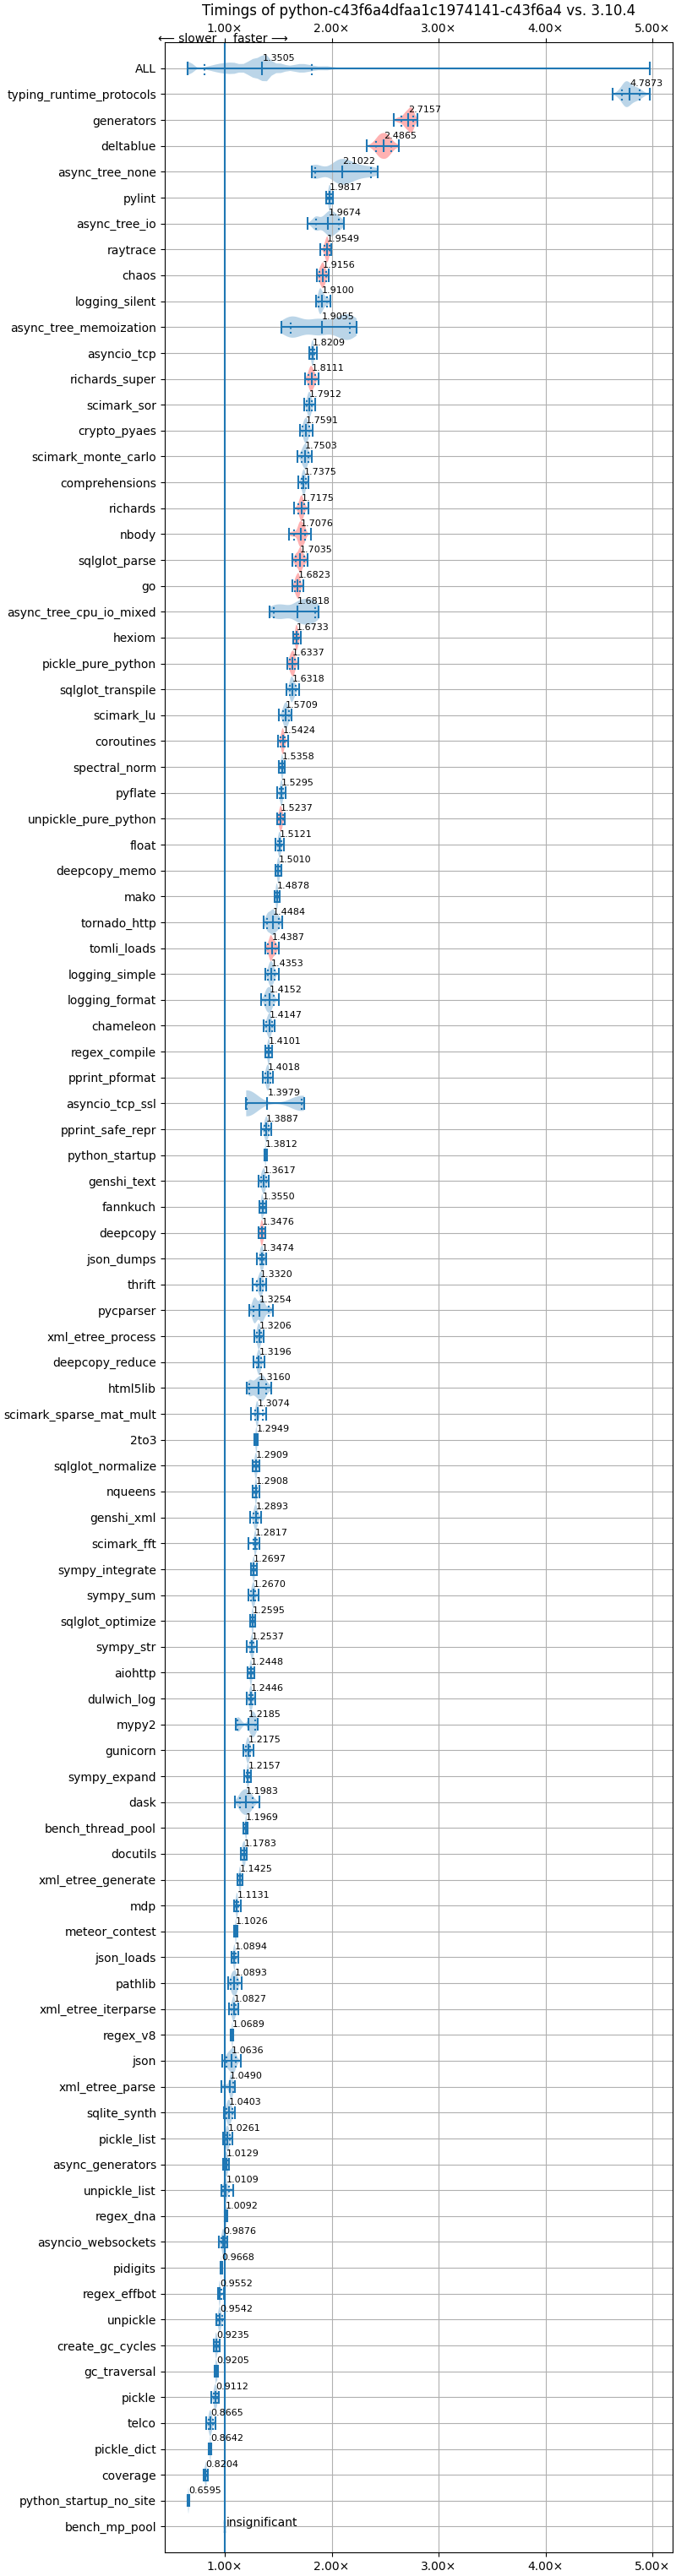 Timings of python-c43f6a4dfaa1c1974141-c43f6a4 vs. 3.10.4
1.00× 2.00× 3.00× 4.00× 5.00×
⟵ slower faster ⟶
ALL 1.3505
typing_runtime_protocols 4.7873
generators 2.7157
deltablue 2.4865
async_tree_none 2.1022
pylint 1.9817
async_tree_io 1.9674
raytrace 1.9549
chaos 1.9156
logging_silent 1.9100
async_tree_memoization 1.9055
asyncio_tcp 1.8209
richards_super 1.8111
scimark_sor 1.7912
crypto_pyaes 1.7591
scimark_monte_carlo 1.7503
comprehensions 1.7375
richards 1.7175
nbody 1.7076
sqlglot_parse 1.7035
go 1.6823
async_tree_cpu_io_mixed 1.6818
hexiom 1.6733
pickle_pure_python 1.6337
sqlglot_transpile 1.6318
scimark_lu 1.5709
coroutines 1.5424
spectral_norm 1.5358
pyflate 1.5295
unpickle_pure_python 1.5237
float 1.5121
deepcopy_memo 1.5010
mako 1.4878
tornado_http 1.4484
tomli_loads 1.4387
logging_simple 1.4353
logging_format 1.4152
chameleon 1.4147
regex_compile 1.4101
pprint_pformat 1.4018
asyncio_tcp_ssl 1.3979
pprint_safe_repr 1.3887
python_startup 1.3812
genshi_text 1.3617
fannkuch 1.3550
deepcopy 1.3476
json_dumps 1.3474
thrift 1.3320
pycparser 1.3254
xml_etree_process 1.3206
deepcopy_reduce 1.3196
html5lib 1.3160
scimark_sparse_mat_mult 1.3074
2to3 1.2949
sqlglot_normalize 1.2909
nqueens 1.2908
genshi_xml 1.2893
scimark_fft 1.2817
sympy_integrate 1.2697
sympy_sum 1.2670
sqlglot_optimize 1.2595
sympy_str 1.2537
aiohttp 1.2448
dulwich_log 1.2446
mypy2 1.2185
gunicorn 1.2175
sympy_expand 1.2157
dask 1.1983
bench_thread_pool 1.1969
docutils 1.1783
xml_etree_generate 1.1425
mdp 1.1131
meteor_contest 1.1026
json_loads 1.0894
pathlib 1.0893
xml_etree_iterparse 1.0827
regex_v8 1.0689
json 1.0636
xml_etree_parse 1.0490
sqlite_synth 1.0403
pickle_list 1.0261
async_generators 1.0129
unpickle_list 1.0109
regex_dna 1.0092
asyncio_websockets 0.9876
pidigits 0.9668
regex_effbot 0.9552
unpickle 0.9542
create_gc_cycles 0.9235
gc_traversal 0.9205
pickle 0.9112
telco 0.8665
pickle_dict 0.8642
coverage 0.8204
python_startup_no_site 0.6595
bench_mp_pool insignificant
1.00× 2.00× 3.00× 4.00× 5.00×